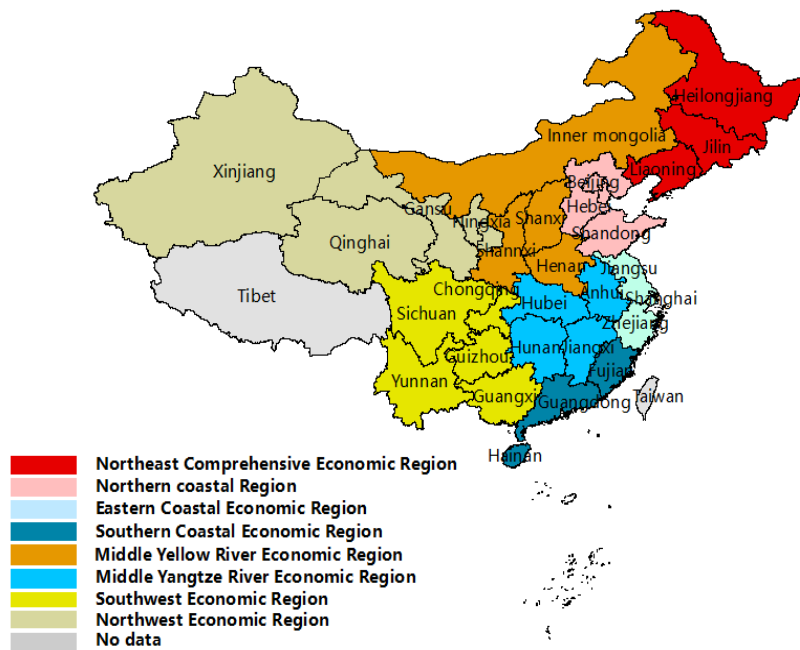 Heilongjiang
Inner mongolia
Jilin
Xinjiang
Liaoning
Beijing
Gansu
Hebei
Ningxia
Shanxi
Qinghai
Shandong
Shannxi
Henan
Jiangsu
Tibet
Chongqing
Anhui
Shanghai
Hubei
Sichuan
Zhejiang
Hunan
Jiangxi
Guizhou
Fujian
Yunnan
Guangxi
Guangdong
Taiwan
Hainan
Northeast Comprehensive Economic Region
Northern coastal Region
Eastern Coastal Economic Region
Southern Coastal Economic Region
Middle Yellow River Economic Region
Middle Yangtze River Economic Region
Southwest Economic Region
Northwest Economic Region
No data